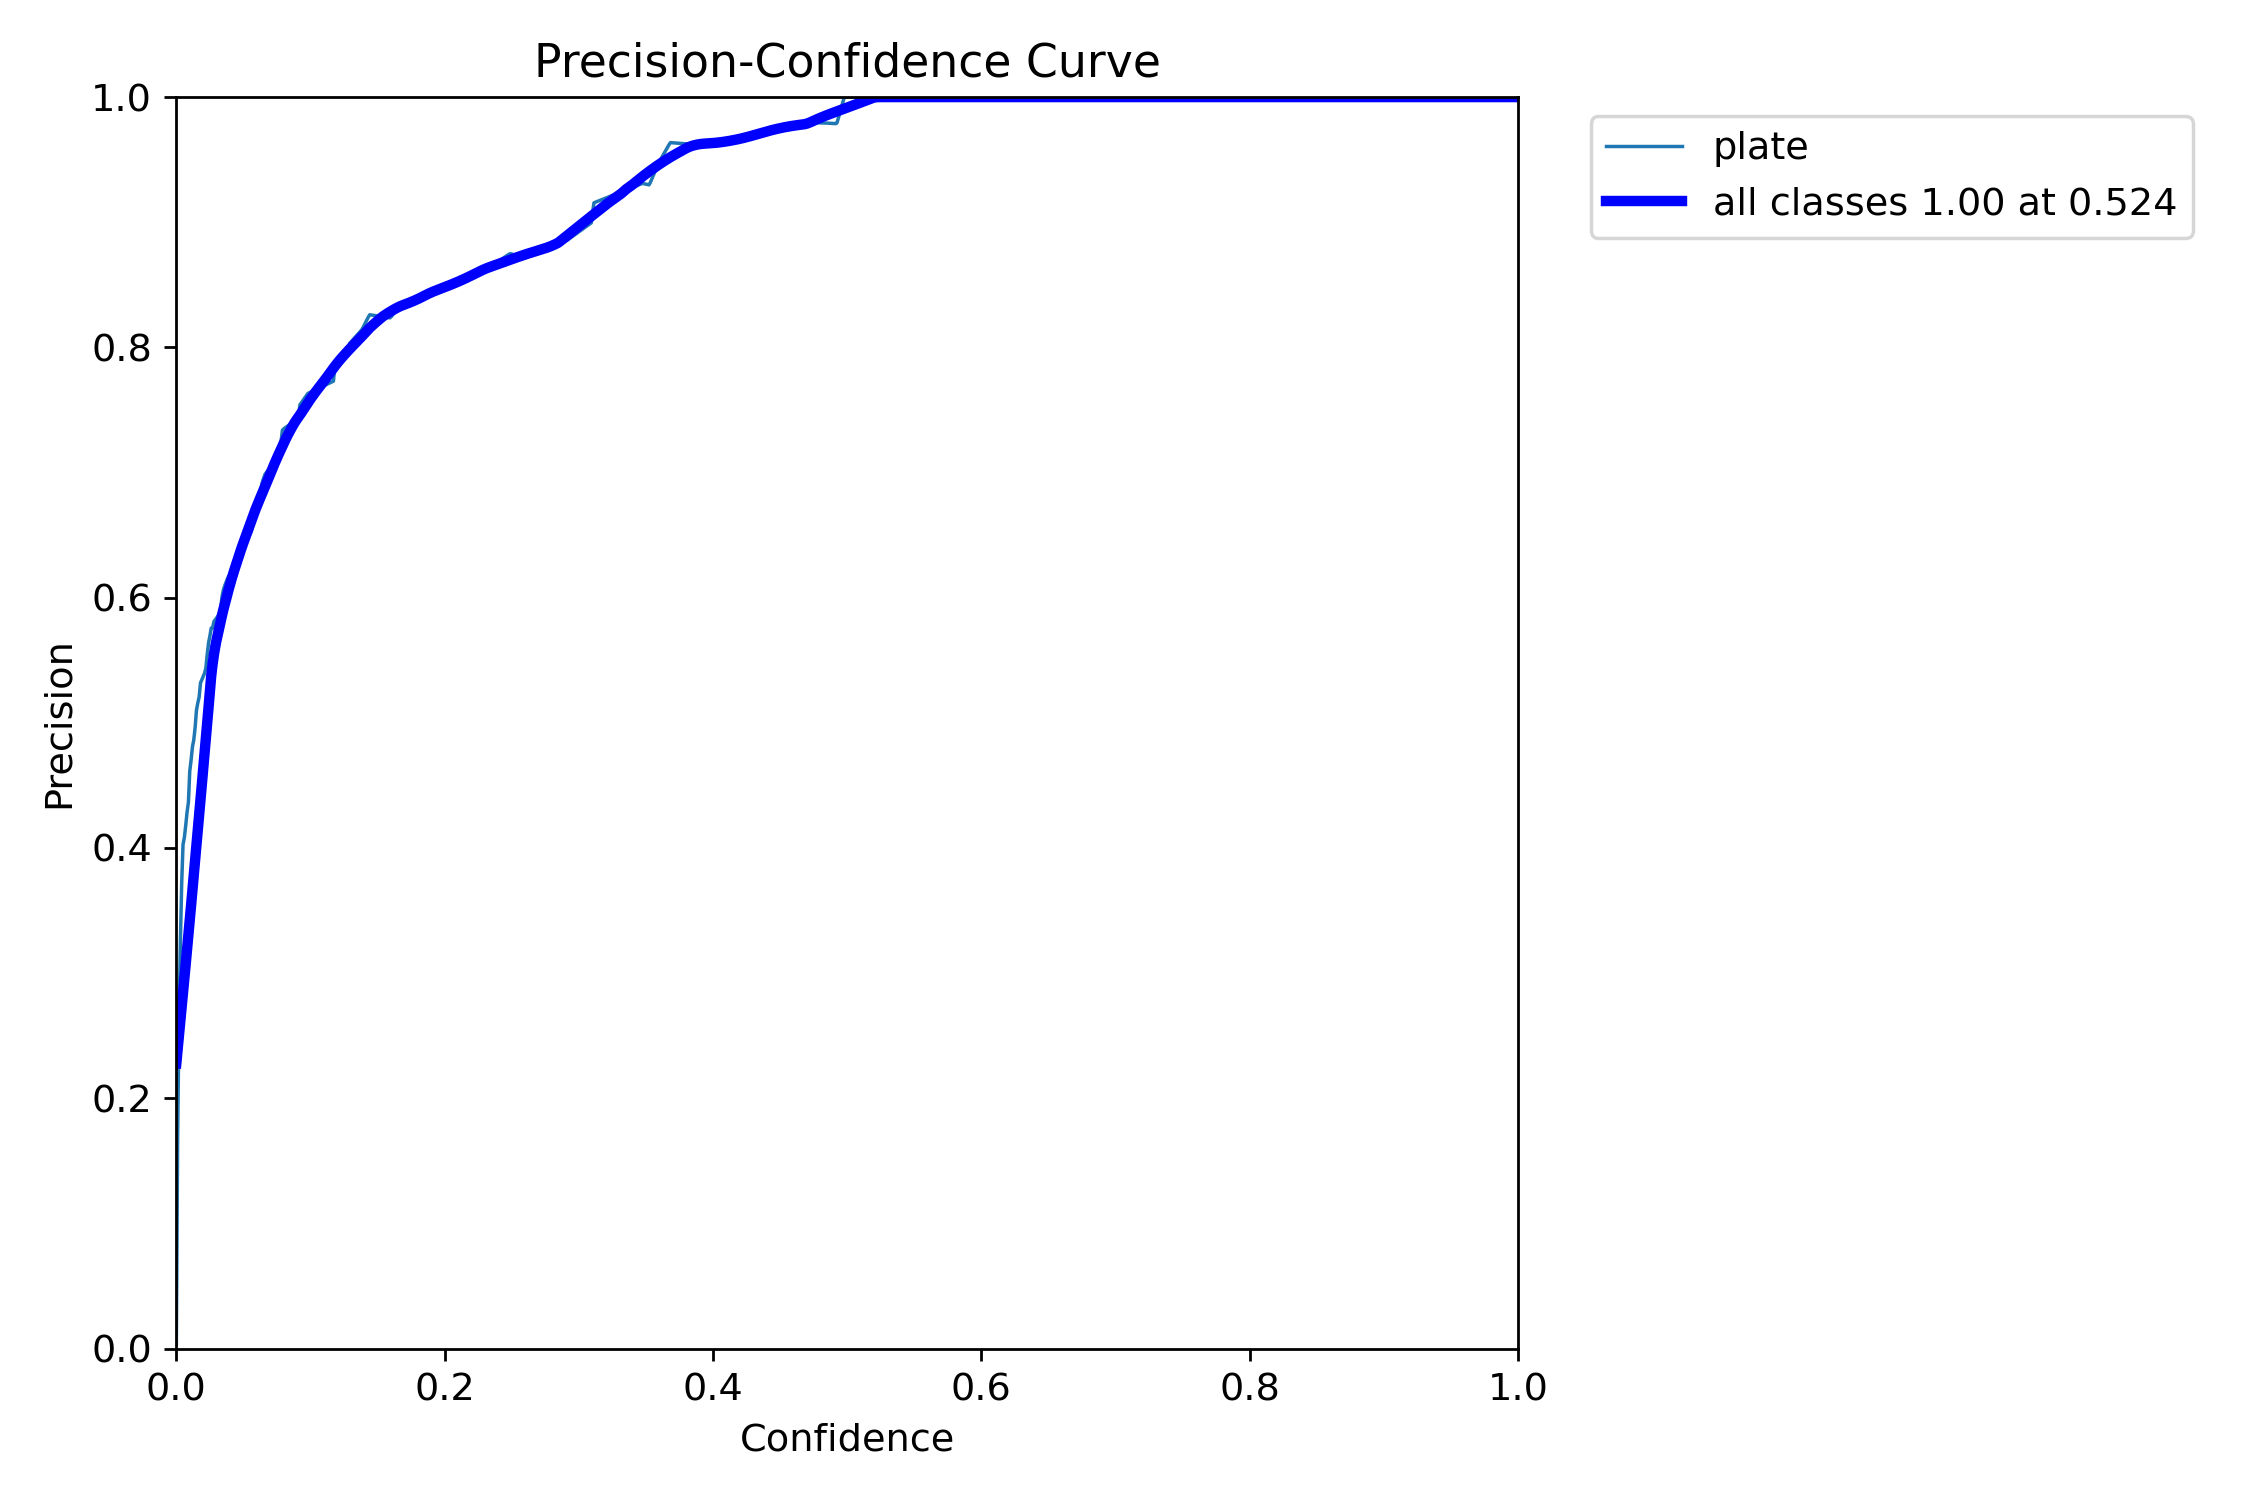 Precision-Confidence Curve
1.0
0.8
0.6
0.4
0.2
0.0
Precision
0.0 0.2 0.4 0.6 0.8 1.0
Confidence
plate
all classes 1.00 at 0.524